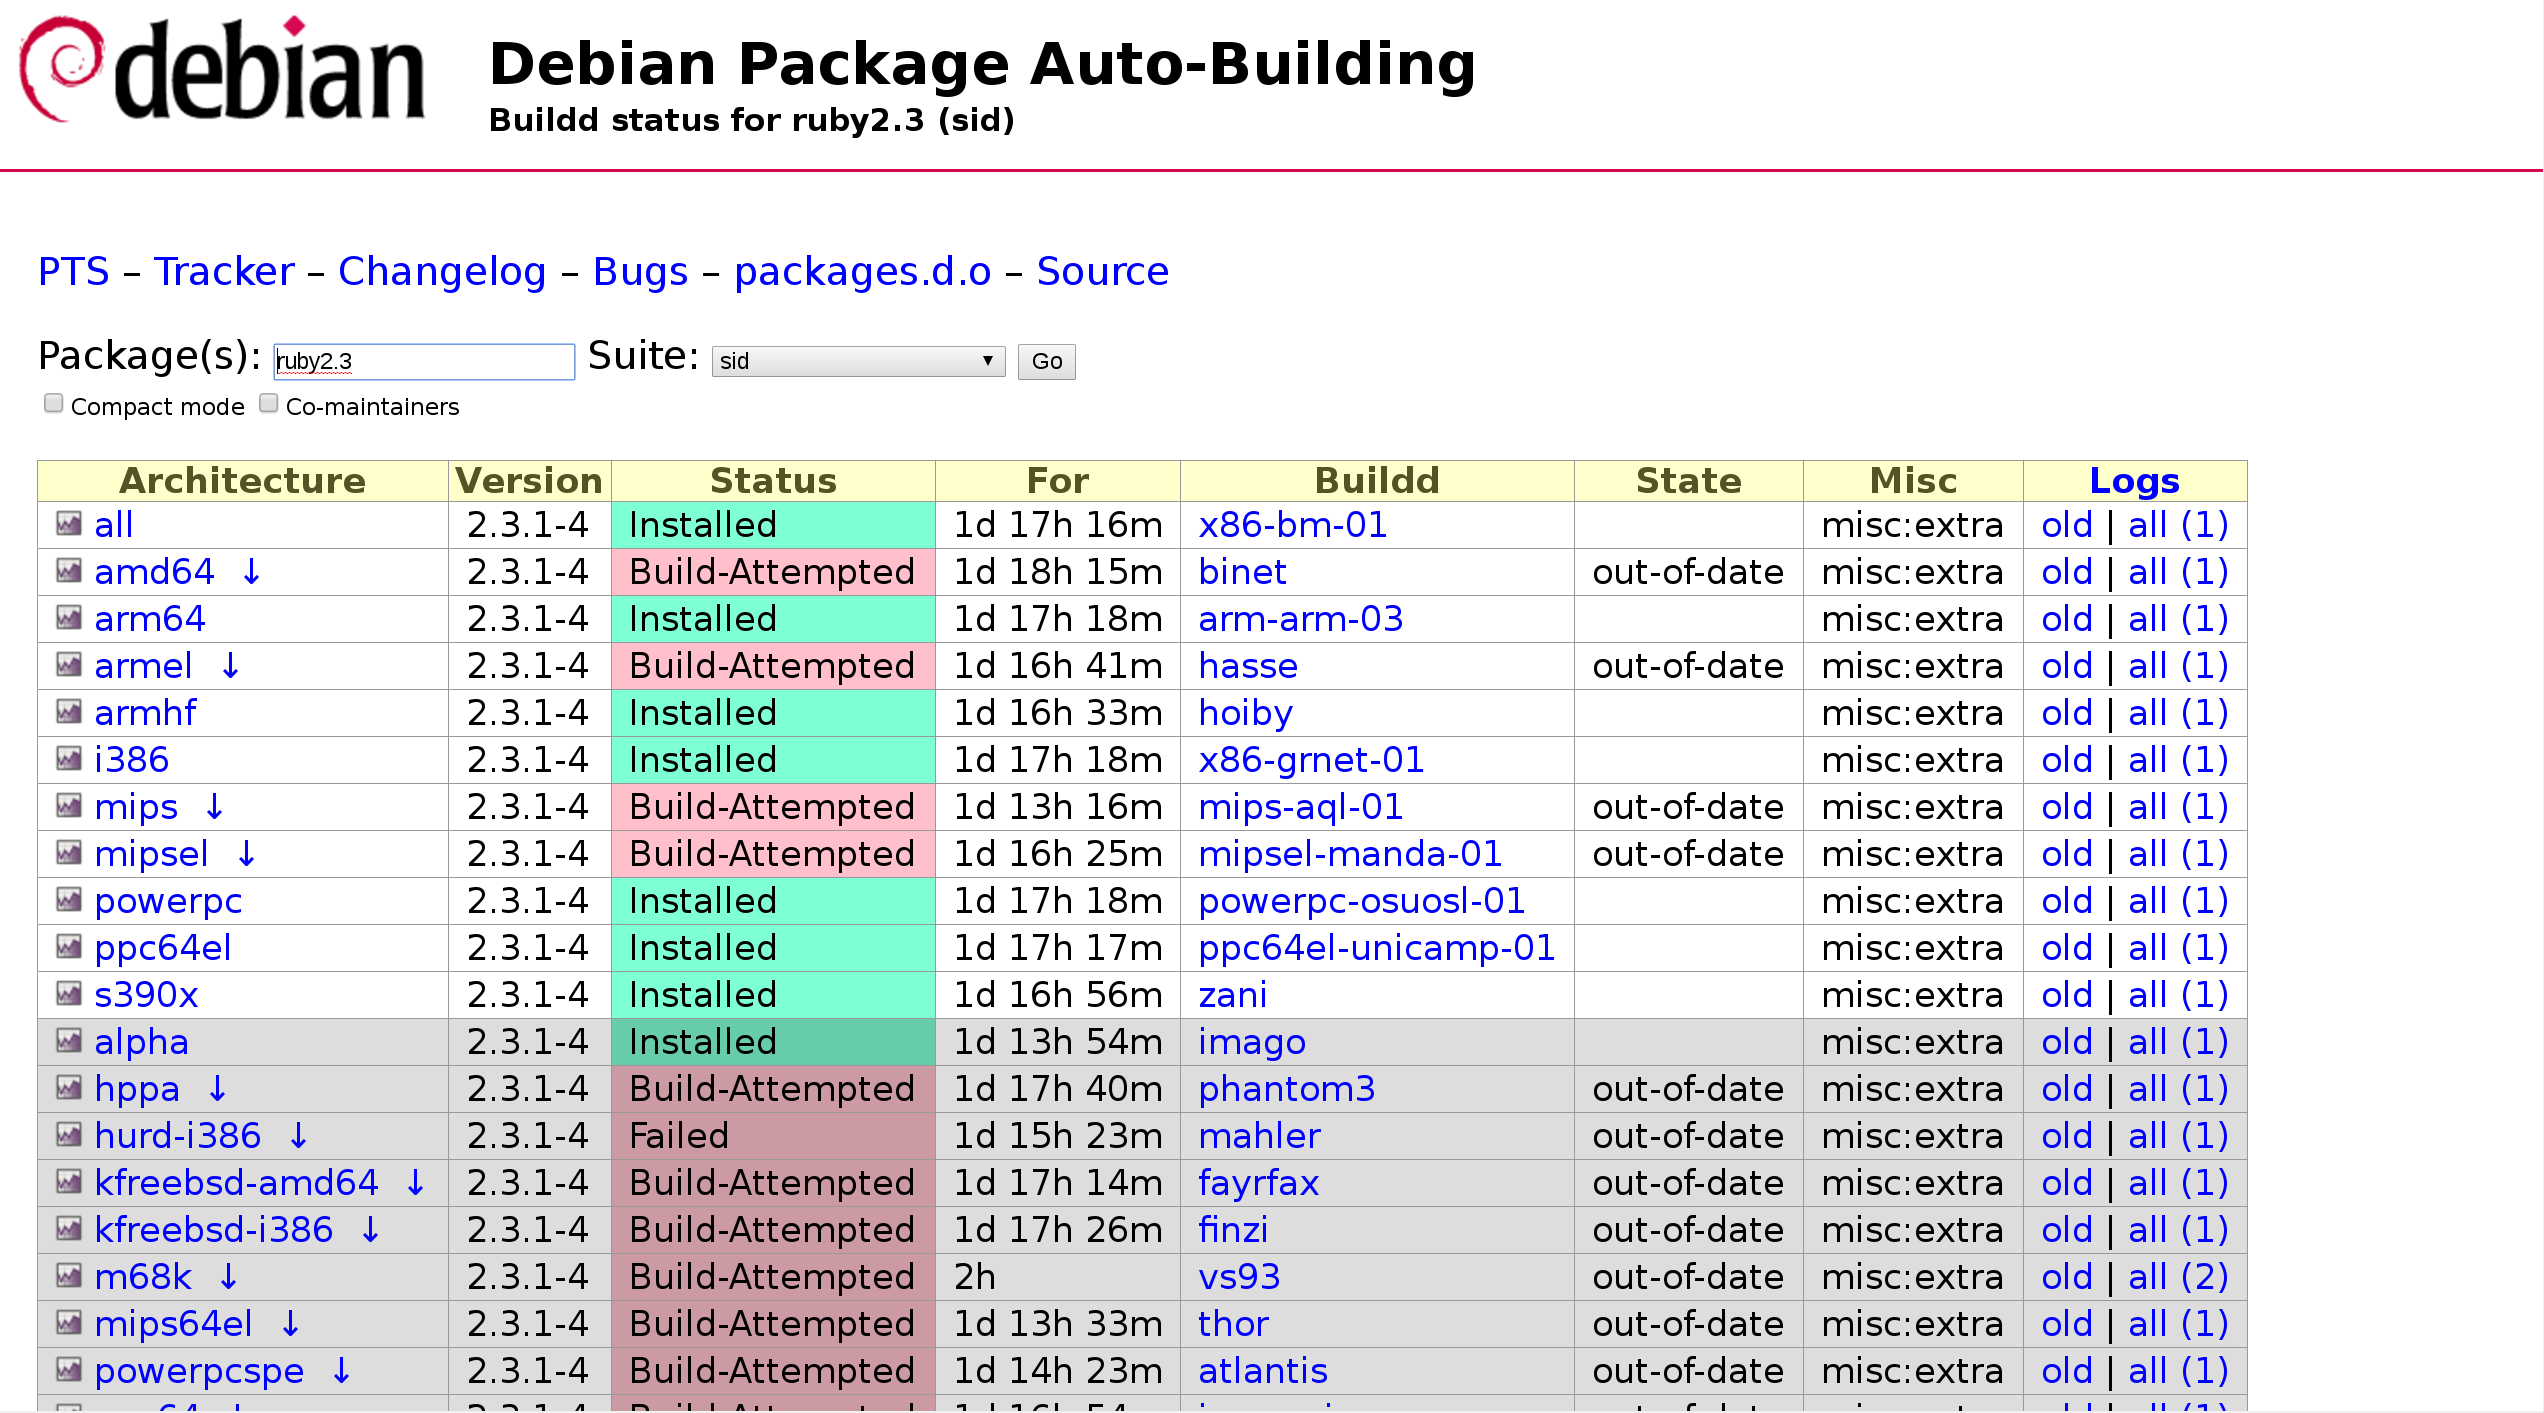 debian
Debian Package Auto-Building
Buildd status for ruby2.3 (sid)
PTS – Tracker – Changelog – Bugs – packages.d.o – Source
Package(s): ruby2.3 Suite: sid ▼ Go
Compact mode Co-maintainers
Architecture Version Status For Buildd State Misc Logs
all 2.3.1-4 Installed 1d 17h 16m x86-bm-01 misc:extra old | all (1)
amd64 ↓ 2.3.1-4 Build-Attempted 1d 18h 15m binet out-of-date misc:extra old | all (1)
arm64 2.3.1-4 Installed 1d 17h 18m arm-arm-03 misc:extra old | all (1)
armel ↓ 2.3.1-4 Build-Attempted 1d 16h 41m hasse out-of-date misc:extra old | all (1)
armhf 2.3.1-4 Installed 1d 16h 33m hoiby misc:extra old | all (1)
i386 2.3.1-4 Installed 1d 17h 18m x86-grnet-01 misc:extra old | all (1)
mips ↓ 2.3.1-4 Build-Attempted 1d 13h 16m mips-aql-01 out-of-date misc:extra old | all (1)
mipsel ↓ 2.3.1-4 Build-Attempted 1d 16h 25m mipsel-manda-01 out-of-date misc:extra old | all (1)
powerpc 2.3.1-4 Installed 1d 17h 18m powerpc-osuosl-01 misc:extra old | all (1)
ppc64el 2.3.1-4 Installed 1d 17h 17m ppc64el-unicamp-01 misc:extra old | all (1)
s390x 2.3.1-4 Installed 1d 16h 56m zani misc:extra old | all (1)
alpha 2.3.1-4 Installed 1d 13h 54m imago misc:extra old | all (1)
hppa ↓ 2.3.1-4 Build-Attempted 1d 17h 40m phantom3 out-of-date misc:extra old | all (1)
hurd-i386 ↓ 2.3.1-4 Failed 1d 15h 23m mahler out-of-date misc:extra old | all (1)
kfreebsd-amd64 ↓ 2.3.1-4 Build-Attempted 1d 17h 14m fayrfax out-of-date misc:extra old | all (1)
kfreebsd-i386 ↓ 2.3.1-4 Build-Attempted 1d 17h 26m finzi out-of-date misc:extra old | all (1)
m68k ↓ 2.3.1-4 Build-Attempted 2h vs93 out-of-date misc:extra old | all (2)
mips64el ↓ 2.3.1-4 Build-Attempted 1d 13h 33m thor out-of-date misc:extra old | all (1)
powerpcspe ↓ 2.3.1-4 Build-Attempted 1d 14h 23m atlantis out-of-date misc:extra old | all (1)